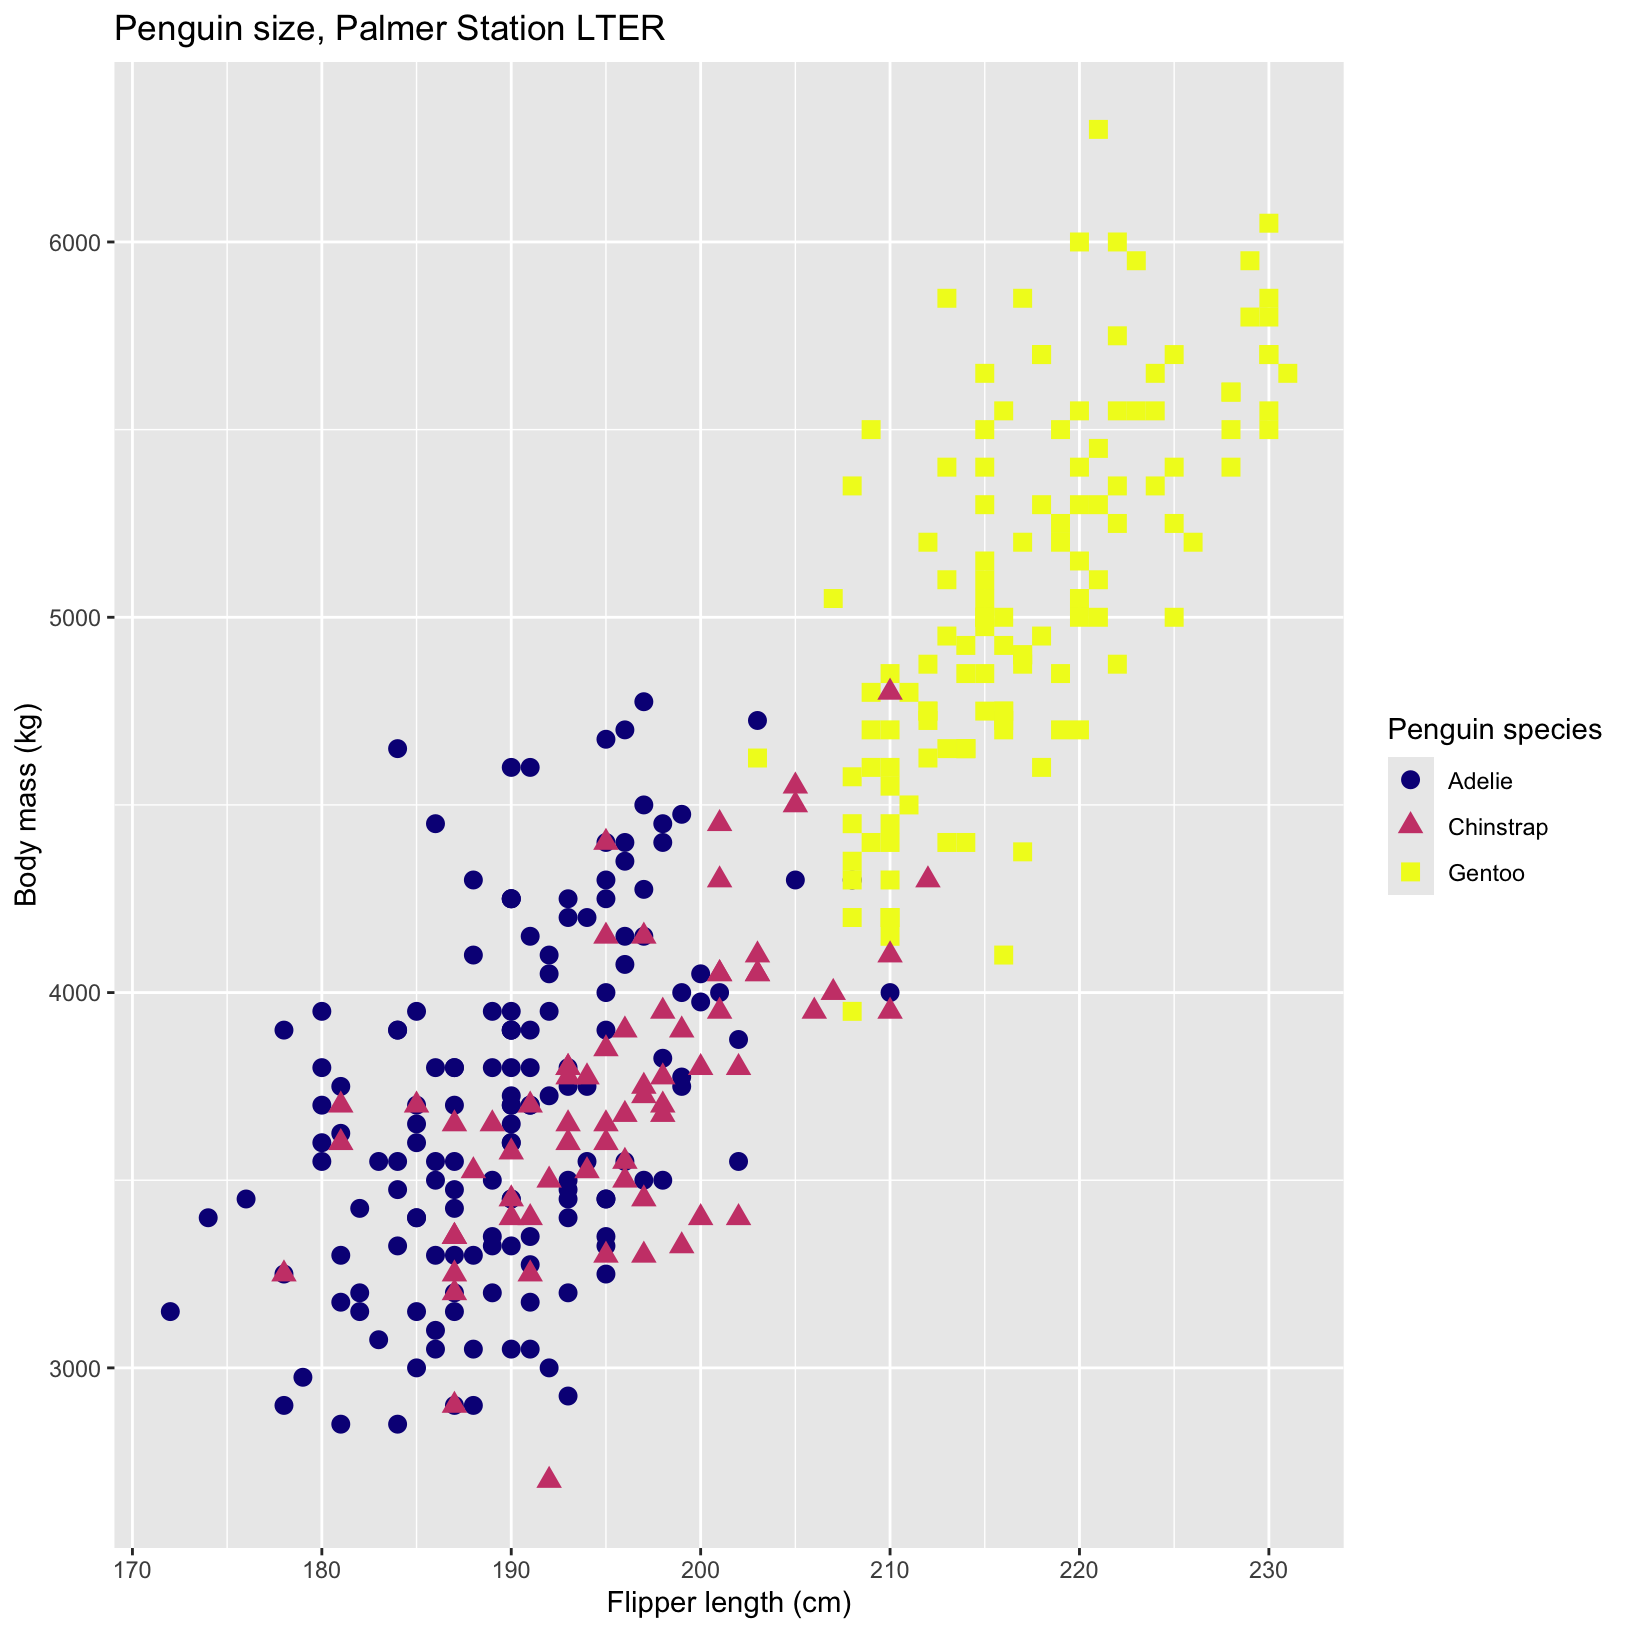 Penguin size, Palmer Station LTER
6000
5000
4000
3000
Body mass (kg)
170 180 190 200 210 220 230
Flipper length (cm)
Penguin species
Adelie
Chinstrap
Gentoo